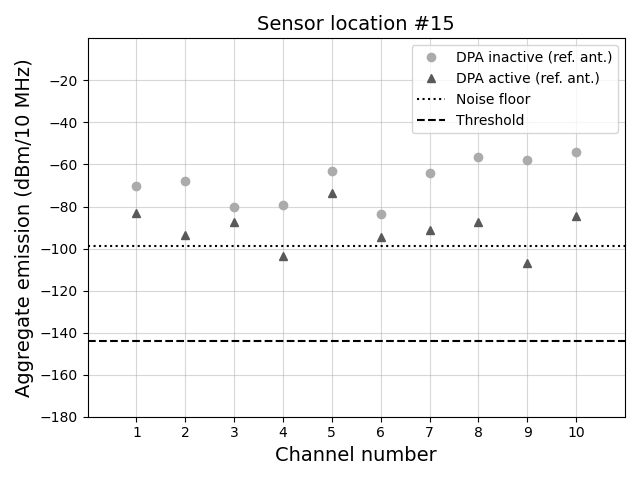 Sensor location #15
DPA inactive (ref. ant.)
DPA active (ref. ant.)
Noise floor
Threshold
Aggregate emission (dBm/10 MHz)
−20
−40
−60
−80
−100
−120
−140
−160
−180
1 2 3 4 5 6 7 8 9 10
Channel number